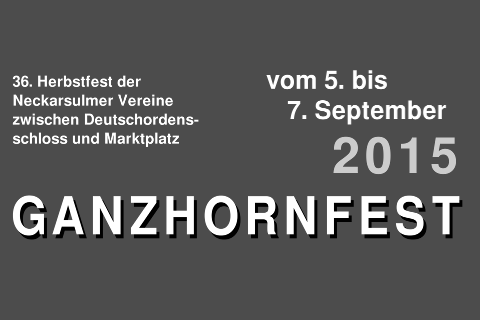 36. Herbstfest der
Neckarsulmer Vereine
zwischen Deutschordens-
schloss und Marktplatz
vom 5. bis
7. September
2015
GANZHORNFEST